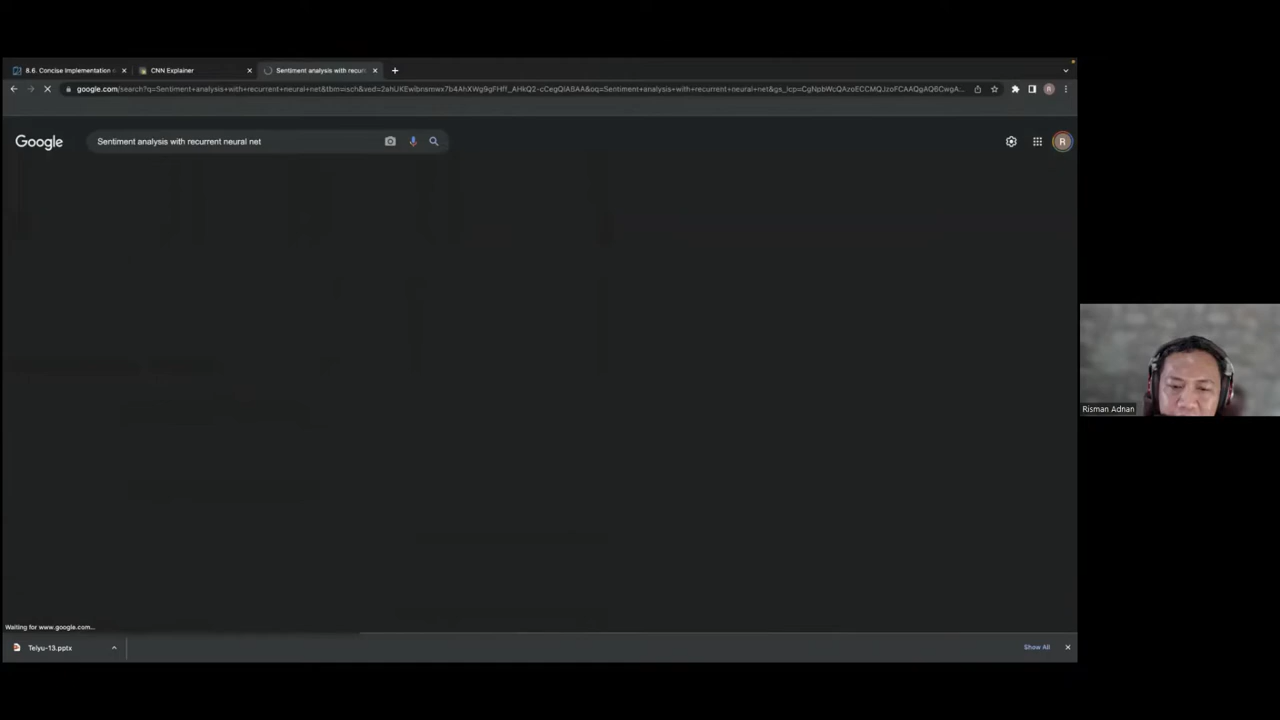 8.6. Concise Implementation
CNN Explainer
Sentiment analysis with recurr
Google
Sentiment analysis with recurrent neural net
R
Risman Adnan
Waiting for www.google.com...
Telyu-13.pptx
Show All